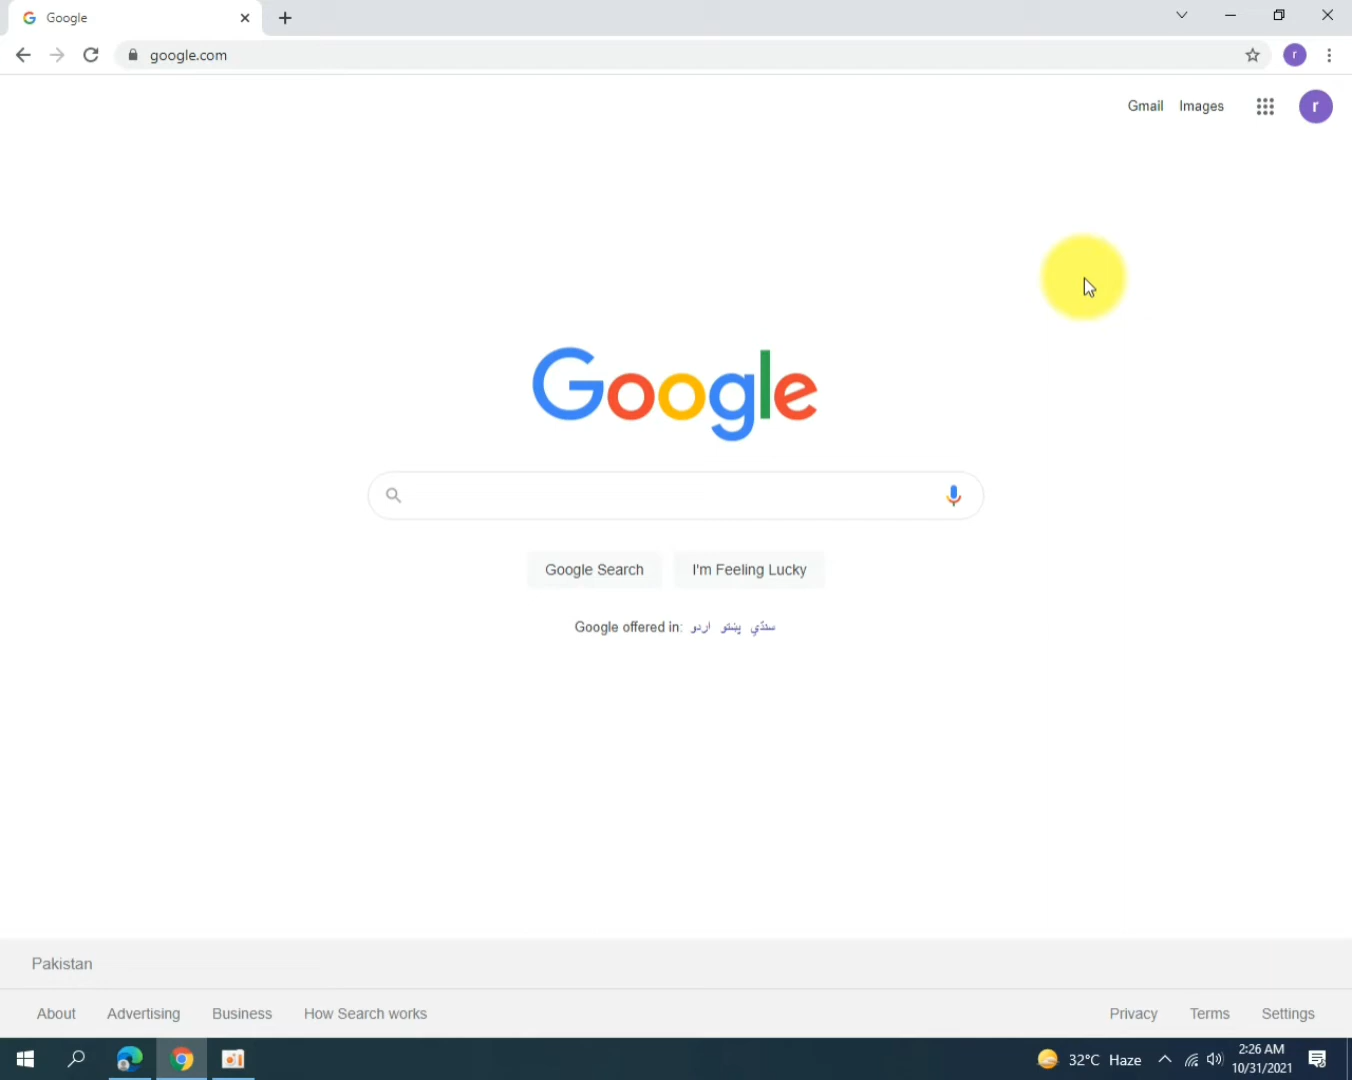 Google
google.com
r
Gmail Images r
Google
Google Search I'm Feeling Lucky
Google offered in: اردو پښتو سنڌي
Pakistan
About Advertising Business How Search works Privacy Terms Settings
32°C Haze 2:26 AM
10/31/2021